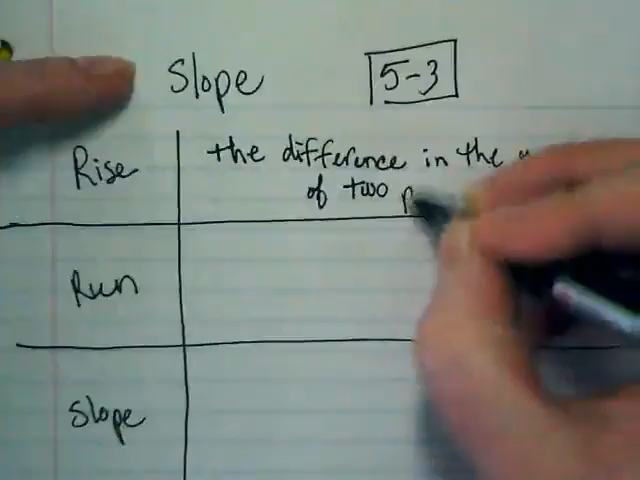 Slope 5-3
Rise the difference in the
of two
Run
Slope